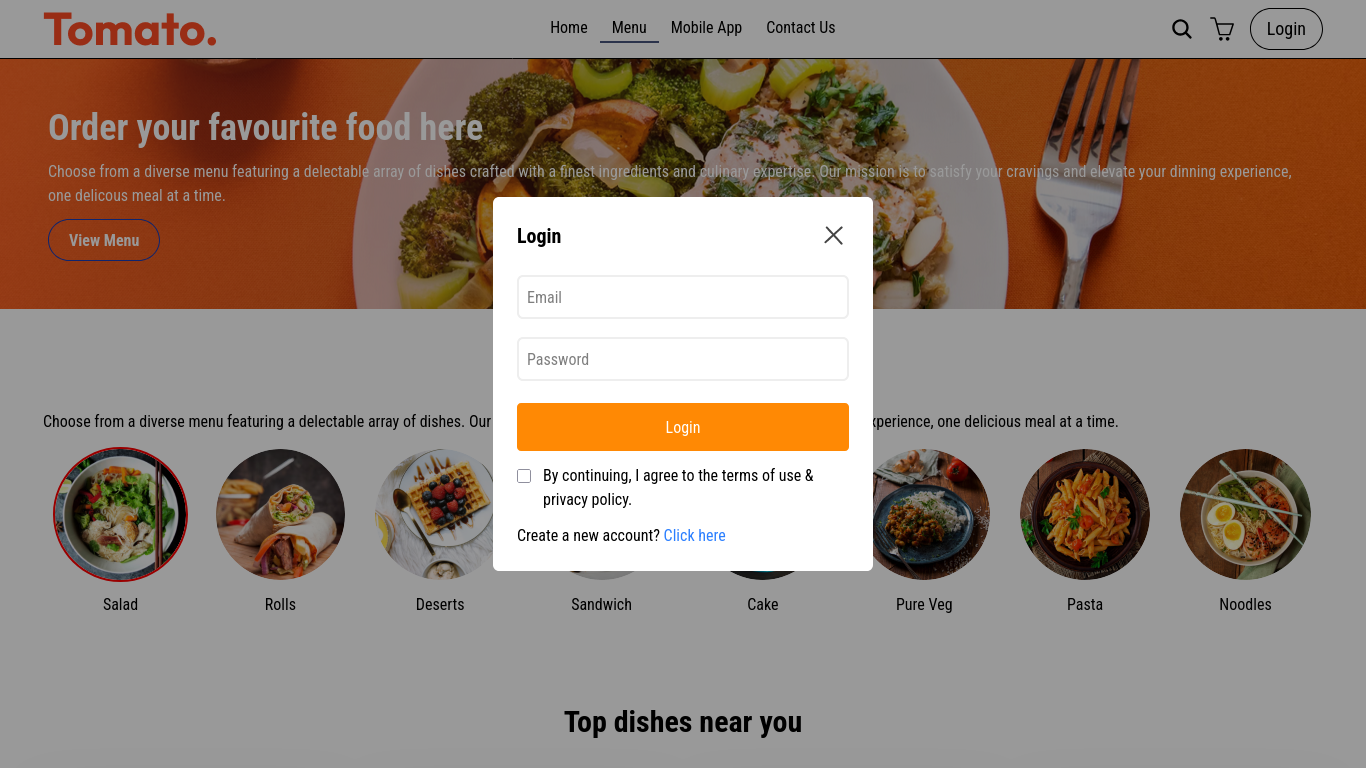 Tomato.
Home
Menu
Mobile App
Contact Us
Login
Order your favourite food here
Choose from a diverse menu featuring a delectable array of dishes crafted with a finest ingredients and culinary expertise. Our mission is to satisfy your cravings and elevate your dinning experience,
one delicous meal at a time.
View Menu
Login
Email
Password
Login
By continuing, I agree to the terms of use &
privacy policy.
Create a new account? Click here
Choose from a diverse menu featuring a delectable array of dishes. Our
experience, one delicious meal at a time.
Salad
Rolls
Deserts
Sandwich
Cake
Pure Veg
Pasta
Noodles
Top dishes near you